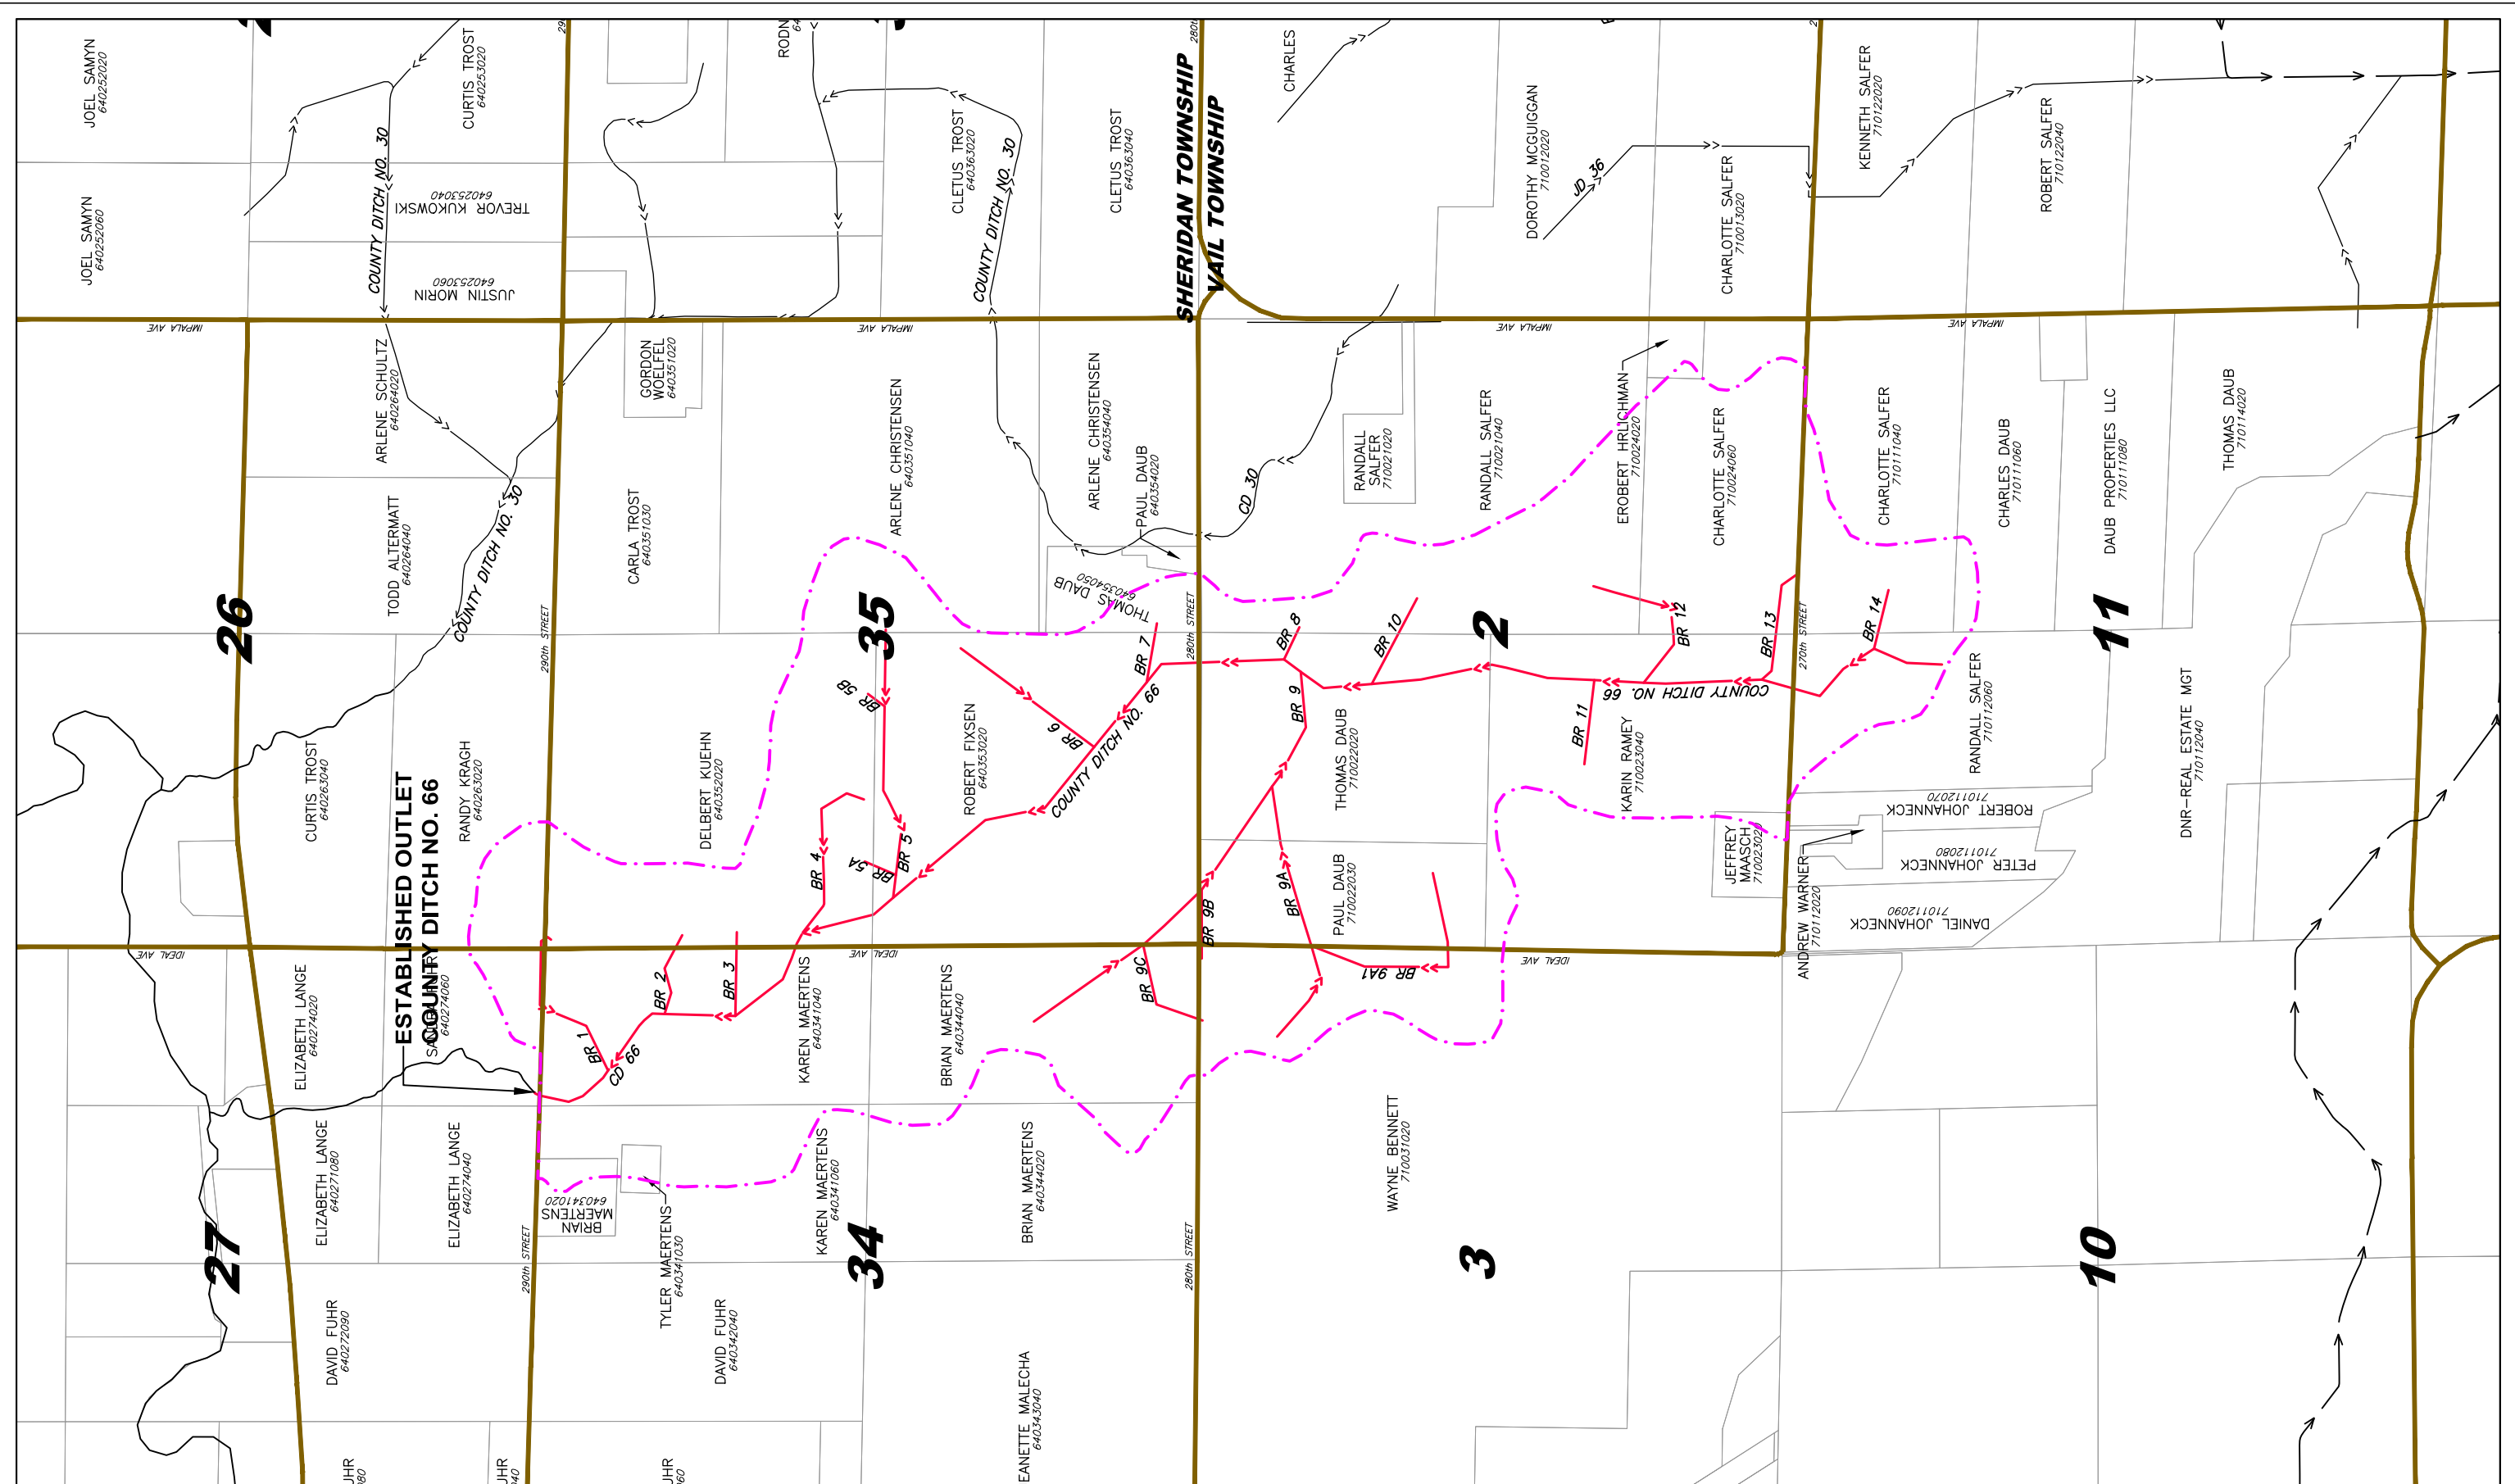 JOEL SAMYN
640252020
JOEL SAMYN
640252060
CURTIS TROST
640253020
COUNTY DITCH NO. 30
TREVOR KUKOWSKI
640253040
JUSTIN MORIN
640253060
IMPALA AVE
ARLENE SCHULTZ
640264020
TODD ALTERMATT
640264040
COUNTY DITCH NO. 30
26
290th STREET
CURTIS TROST
640263040
RANDY KRAGH
640263020
ESTABLISHED OUTLET
COUNTY DITCH NO. 66
640274060
IDEAL AVE
ELIZABETH LANGE
640274020
ELIZABETH LANGE
640271080
ELIZABETH LANGE
640274040
27
DAVID FUHR
640272090
290th STREET
RODN
CLETUS TROST
640363020
COUNTY DITCH NO. 30
CLETUS TROST
640363040
280th
SHERIDAN TOWNSHIP
VAIL TOWNSHIP
GORDON
WOELFEL
640351020
IMPALA AVE
CARLA TROST
640351030
ARLENE CHRISTENSEN
640351040
ARLENE CHRISTENSEN
640354040
PAUL DAUB
640354020
THOMAS DAUB
640354050
280th STREET
35
BR 5B
BR 7
BR 6
COUNTY DITCH NO. 66
DELBERT KUEHN
640352020
ROBERT FIXSEN
640353020
BR 4
BR 5A
BR 5
IDEAL AVE
BR 2
BR 3
BR 1
CD 66
KAREN MAERTENS
640341040
BRIAN MAERTENS
640344040
BR 9C
BR 9B
BRIAN
MAERTENS
640341020
TYLER MAERTENS
640341030
KAREN MAERTENS
640341060
BRIAN MAERTENS
640344020
34
280th STREET
DAVID FUHR
640342040
EANETTE MALECHA
640343040
UHR
UHR
UHR
CHARLES
DOROTHY MCGUIGGAN
710012020
JD 36
CHARLOTTE SALFER
710013020
IMPALA AVE
CD 30
RANDALL
SALFER
710021020
RANDALL SALFER
710021040
EROBERT HRLICHMAN
710024020
CHARLOTTE SALFER
710024060
2
BR 8
BR 10
BR 12
BR 13
270th STREET
BR 9
BR 11
COUNTY DITCH NO. 66
THOMAS DAUB
710022020
KARIN RAMEY
710023040
BR 9A
PAUL DAUB
710022030
JEFFREY
MAASCH
710023020
BR 9A1
IDEAL AVE
WAYNE BENNETT
710031020
3
KENNETH SALFER
710122020
ROBERT SALFER
710122040
IMPALA AVE
CHARLOTTE SALFER
710111040
CHARLES DAUB
710111060
DAUB PROPERTIES LLC
710111080
THOMAS DAUB
710114020
BR 14
11
RANDALL SALFER
710112060
DNR-REAL ESTATE MGT
710112040
ROBERT JOHANNECK
710112070
PETER JOHANNECK
710112080
DANIEL JOHANNECK
710112090
ANDREW WARNER
710112020
10